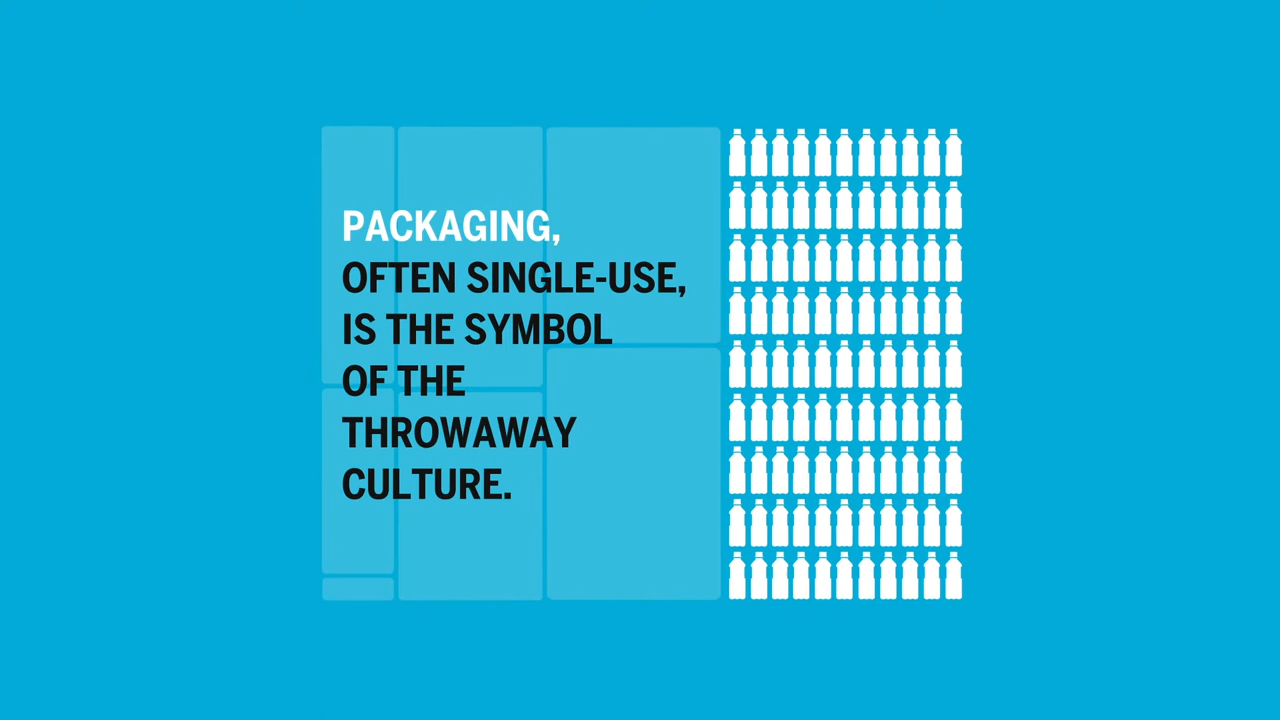 PACKAGING,
OFTEN SINGLE-USE,
IS THE SYMBOL
OF THE
THROWAWAY
CULTURE.